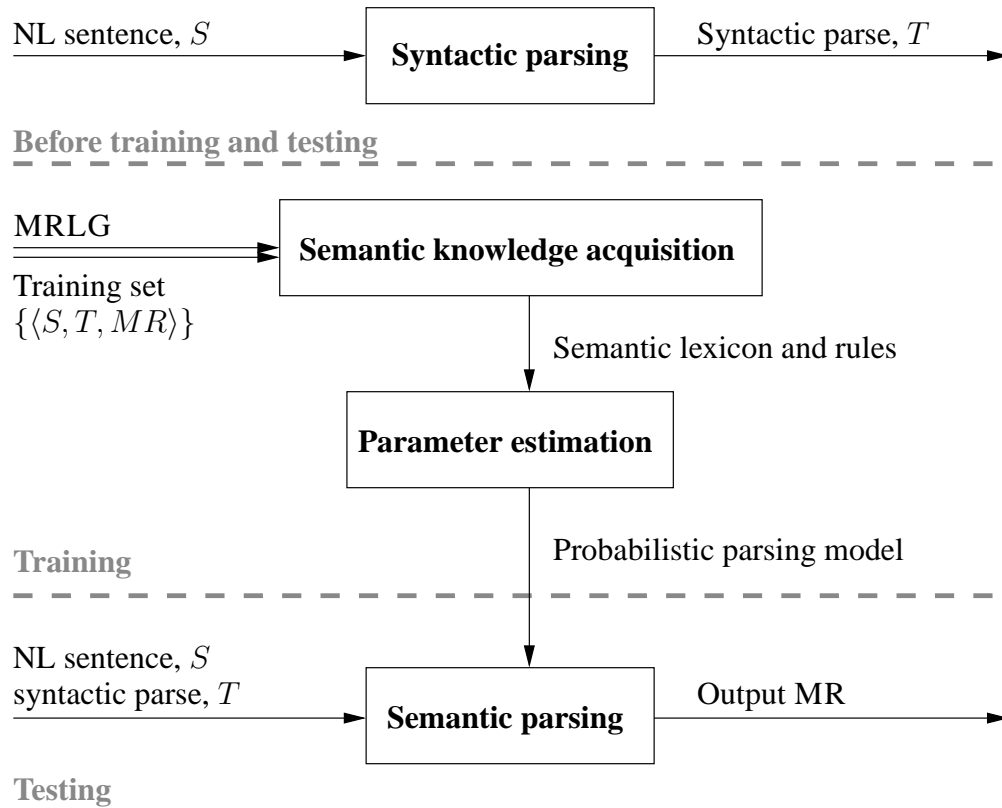 NL sentence, S
Syntactic parsing
Syntactic parse, T
Before training and testing
MRLG
Semantic knowledge acquisition
Training set
{⟨S, T, MR⟩}
Semantic lexicon and rules
Parameter estimation
Probabilistic parsing model
Training
NL sentence, S
syntactic parse, T
Semantic parsing
Output MR
Testing